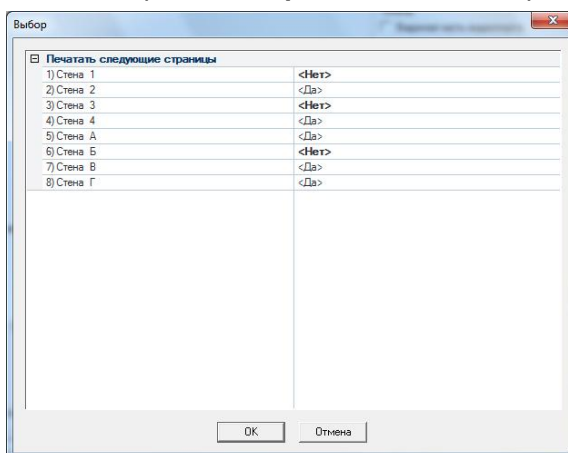 Выбор
Печатать следующие страницы
1) Стена 1 <Нет>
2) Стена 2 <Да>
3) Стена 3 <Нет>
4) Стена 4 <Да>
5) Стена А <Да>
6) Стена Б <Нет>
7) Стена В <Да>
8) Стена Г <Да>
OK Отмена